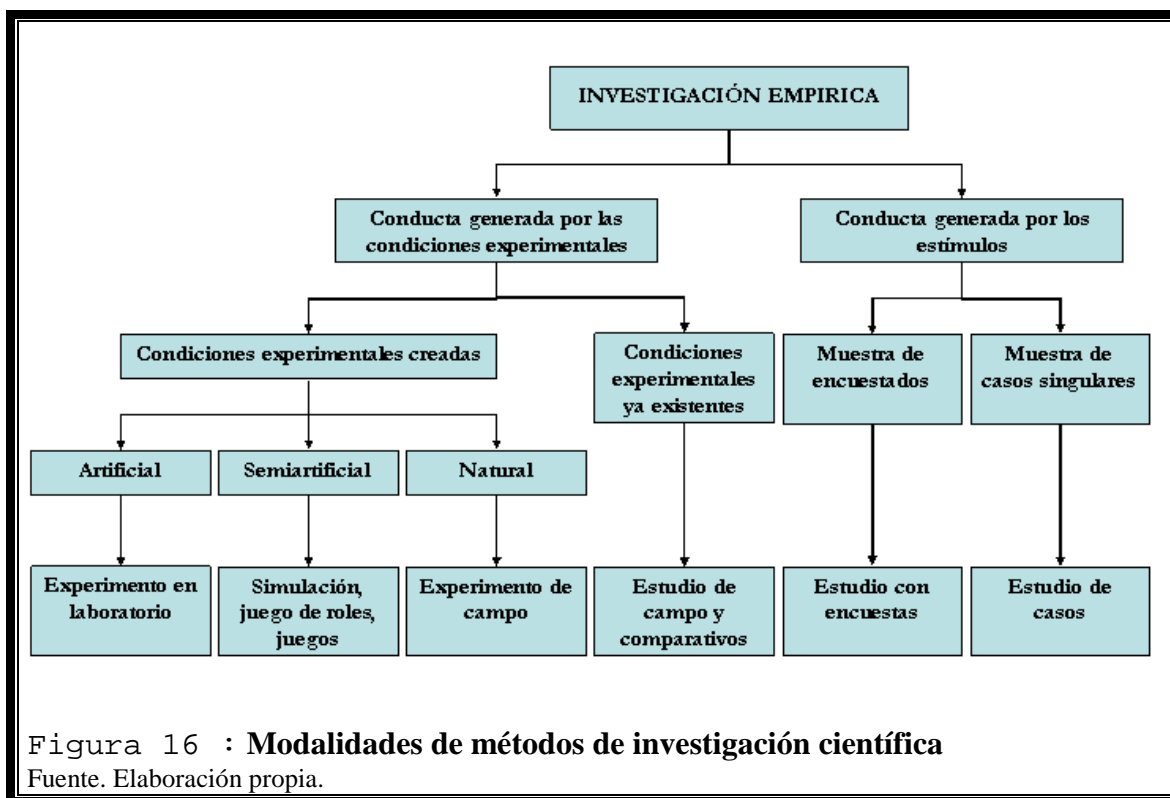 INVESTIGACIÓN EMPIRICA
Conducta generada por las
condiciones experimentales
Conducta generada por los
estímulos
Condiciones experimentales creadas
Condiciones
experimentales
ya existentes
Muestra de
encuestados
Muestra de
casos singulares
Artificial
Semiartificial
Natural
Experimento en
laboratorio
Simulación,
juego de roles,
juegos
Experimento de
campo
Estudio de
campo y
comparativos
Estudio con
encuestas
Estudio de
casos
Figura 16 : Modalidades de métodos de investigación científica
Fuente. Elaboración propia.